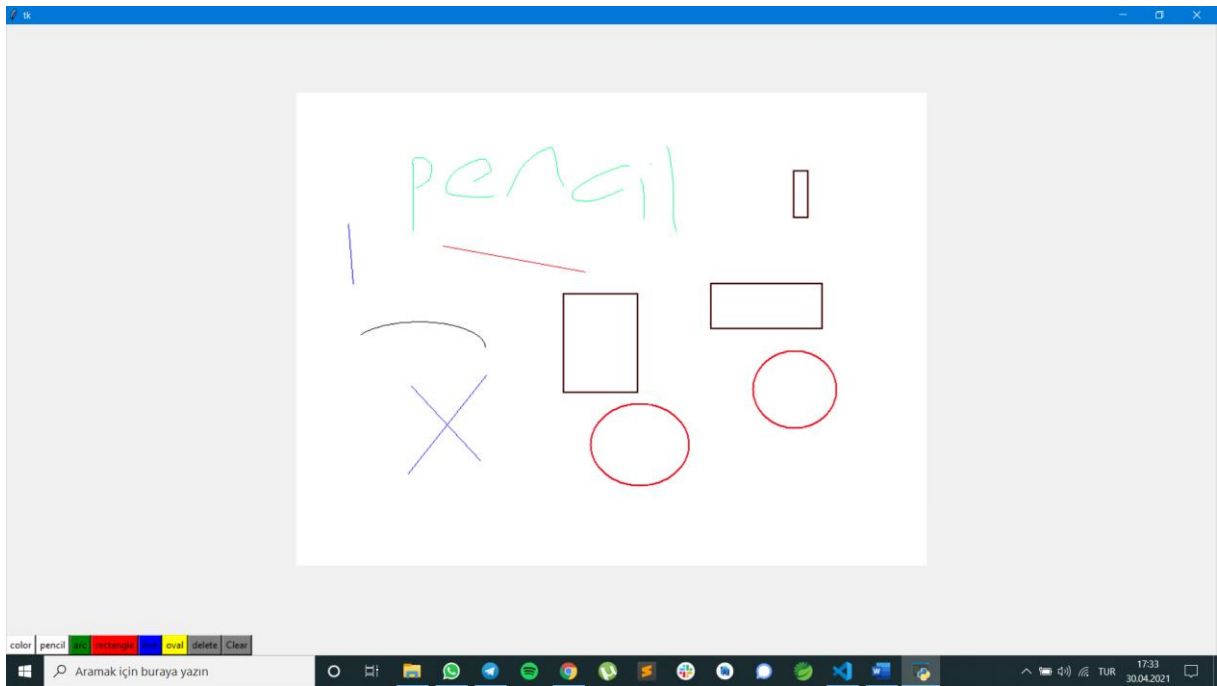 tk
pencil
color pencil arc rectangle line oval delete Clear
Aramak için buraya yazın
TUR 17:33
30.04.2021